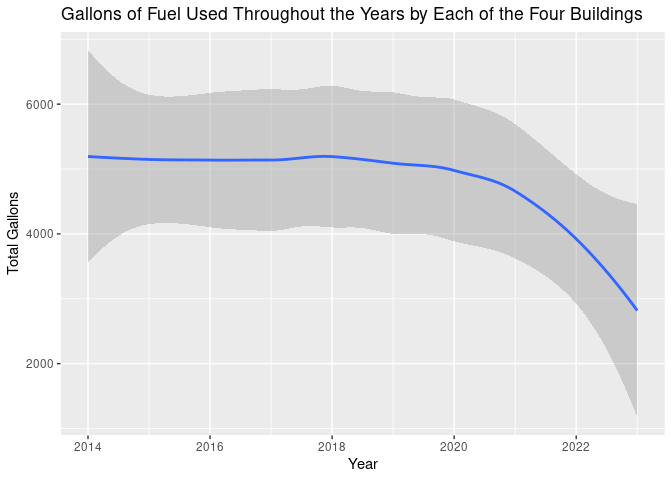 Gallons of Fuel Used Throughout the Years by Each of the Four Buildings
6000
4000
2000
Total Gallons
2014 2016 2018 2020 2022
Year